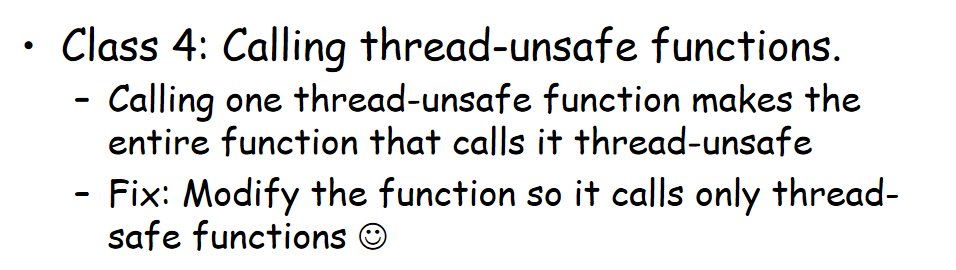 • Class 4: Calling thread-unsafe functions.
– Calling one thread-unsafe function makes the
entire function that calls it thread-unsafe
– Fix: Modify the function so it calls only thread-
safe functions ☺